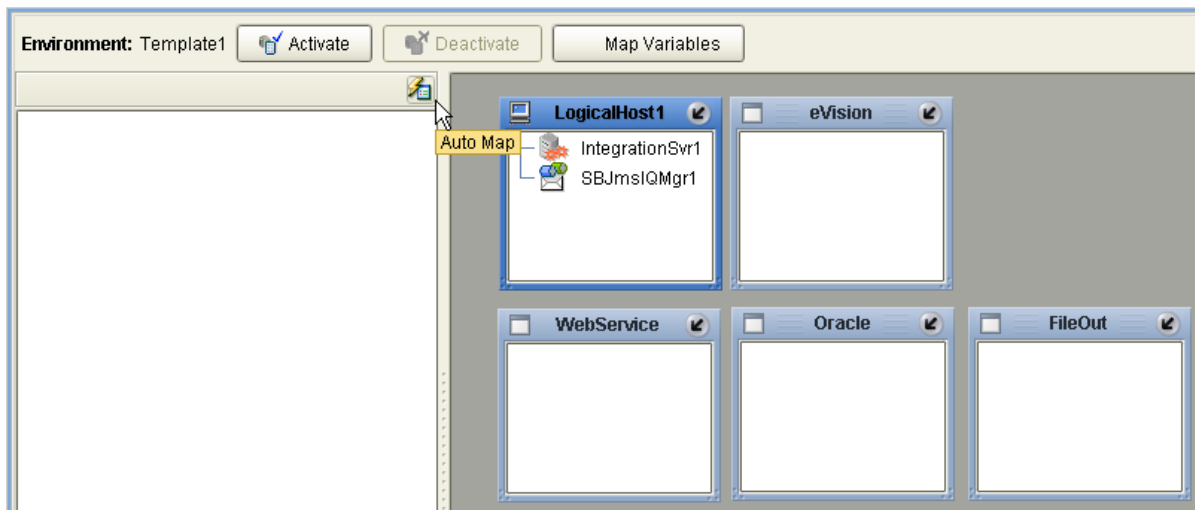 Environment: Template1 Activate Deactivate Map Variables
Auto Map
LogicalHost1
IntegrationSvr1
SBJmsIQMgr1
eVision
WebService
Oracle
FileOut